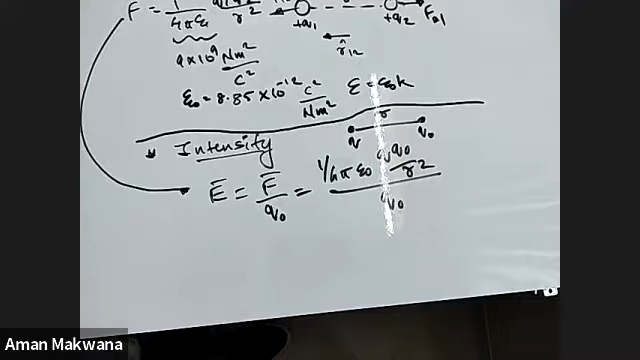 F = 1/4πε₀ q₁q₂/r² +q₁ +q₂ F₂₁
r̂₁₂
9×10⁹ Nm²/C²
ε₀ = 8.85×10⁻¹² C²/Nm² ε = ε₀k
r
* Intensity q q₀
E = F/q₀ = 1/4πε₀ qq₀/r² / q₀
Aman Makwana